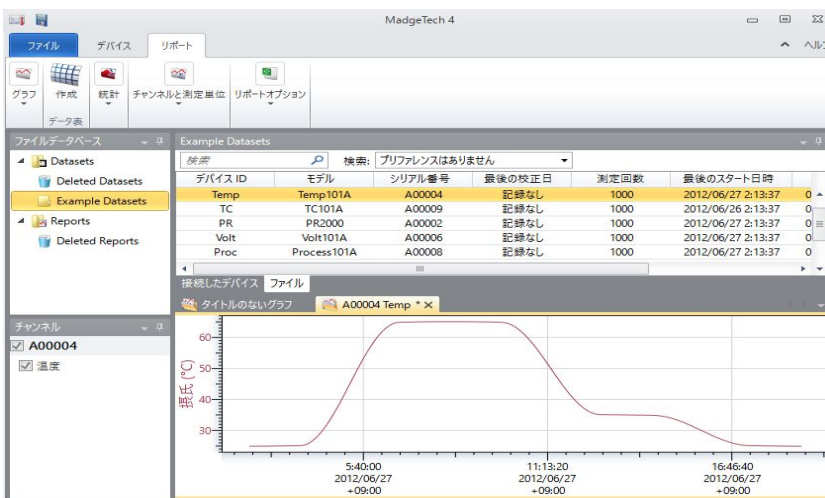 MadgeTech 4
ファイル デバイス リポート
グラフ 作成 統計 チャンネルと測定単位 リポートオプション
データ表
ファイルデータベース
Datasets
Deleted Datasets
Example Datasets
Reports
Deleted Reports
Example Datasets
検索 検索: プリファレンスはありません
デバイス ID モデル シリアル番号 最後の校正日 測定回数 最後のスタート日時
Temp Temp101A A00004 記録なし 1000 2012/06/27 2:13:37 0
TC TC101A A00009 記録なし 1000 2012/06/26 2:13:37 0
PR PR2000 A00002 記録なし 1000 2012/06/27 2:13:37 0
Volt Volt101A A00006 記録なし 1000 2012/06/27 2:13:37 0
Proc Process101A A00008 記録なし 1000 2012/06/27 2:13:37 0
接続したデバイス ファイル
タイトルのないグラフ A00004 Temp *
チャンネル
A00004
温度
摂氏 (°C)
60
50
40
30
5:40:00 11:13:20 16:46:40
2012/06/27 2012/06/27 2012/06/27
+09:00 +09:00 +09:00